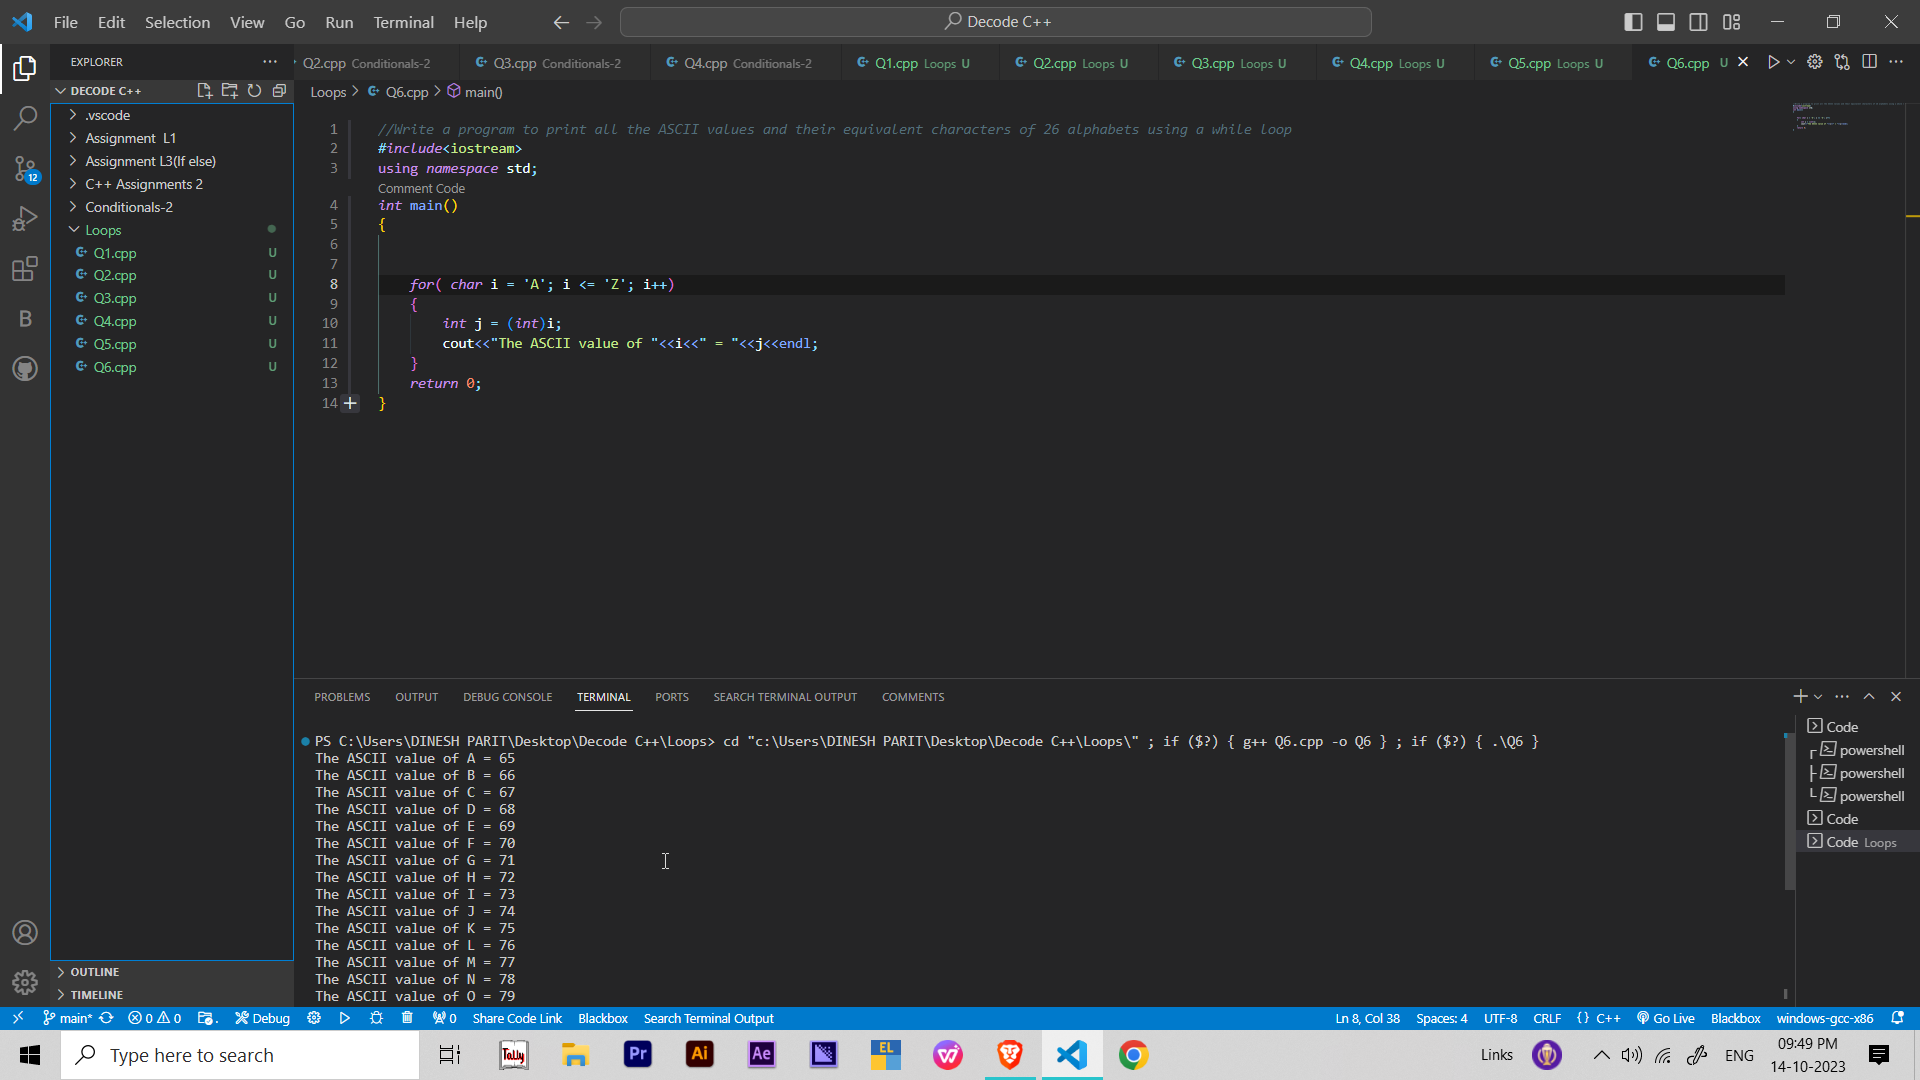 File Edit Selection View Go Run Terminal Help
Decode C++
EXPLORER
Q2.cpp Conditionals-2
Q3.cpp Conditionals-2
Q4.cpp Conditionals-2
Q1.cpp Loops U
Q2.cpp Loops U
Q3.cpp Loops U
Q4.cpp Loops U
Q5.cpp Loops U
Q6.cpp U
DECODE C++
Loops > Q6.cpp > main()
.vscode
Assignment L1
Assignment L3(If else)
C++ Assignments 2
Conditionals-2
Loops
Q1.cpp U
Q2.cpp U
Q3.cpp U
Q4.cpp U
Q5.cpp U
Q6.cpp U
12
B
OUTLINE
TIMELINE
1 //Write a program to print all the ASCII values and their equivalent characters of 26 alphabets using a while loop
2 #include<iostream>
3 using namespace std;
Comment Code
4 int main()
5 {
6
7
8 for( char i = 'A'; i <= 'Z'; i++)
9 {
10 int j = (int)i;
11 cout<<"The ASCII value of "<<i<<" = "<<j<<endl;
12 }
13 return 0;
14 }
PROBLEMS OUTPUT DEBUG CONSOLE TERMINAL PORTS SEARCH TERMINAL OUTPUT COMMENTS
PS C:\Users\DINESH PARIT\Desktop\Decode C++\Loops> cd "c:\Users\DINESH PARIT\Desktop\Decode C++\Loops\" ; if ($?) { g++ Q6.cpp -o Q6 } ; if ($?) { .\Q6 }
The ASCII value of A = 65
The ASCII value of B = 66
The ASCII value of C = 67
The ASCII value of D = 68
The ASCII value of E = 69
The ASCII value of F = 70
The ASCII value of G = 71
The ASCII value of H = 72
The ASCII value of I = 73
The ASCII value of J = 74
The ASCII value of K = 75
The ASCII value of L = 76
The ASCII value of M = 77
The ASCII value of N = 78
The ASCII value of O = 79
Code
powershell
powershell
powershell
Code
Code Loops
main* 0 0 Debug 0 Share Code Link Blackbox Search Terminal Output
Ln 8, Col 38 Spaces: 4 UTF-8 CRLF {} C++ Go Live Blackbox windows-gcc-x86
Type here to search
Tally
Pr
Ai
Ae
EL
Links
ENG
09:49 PM
14-10-2023